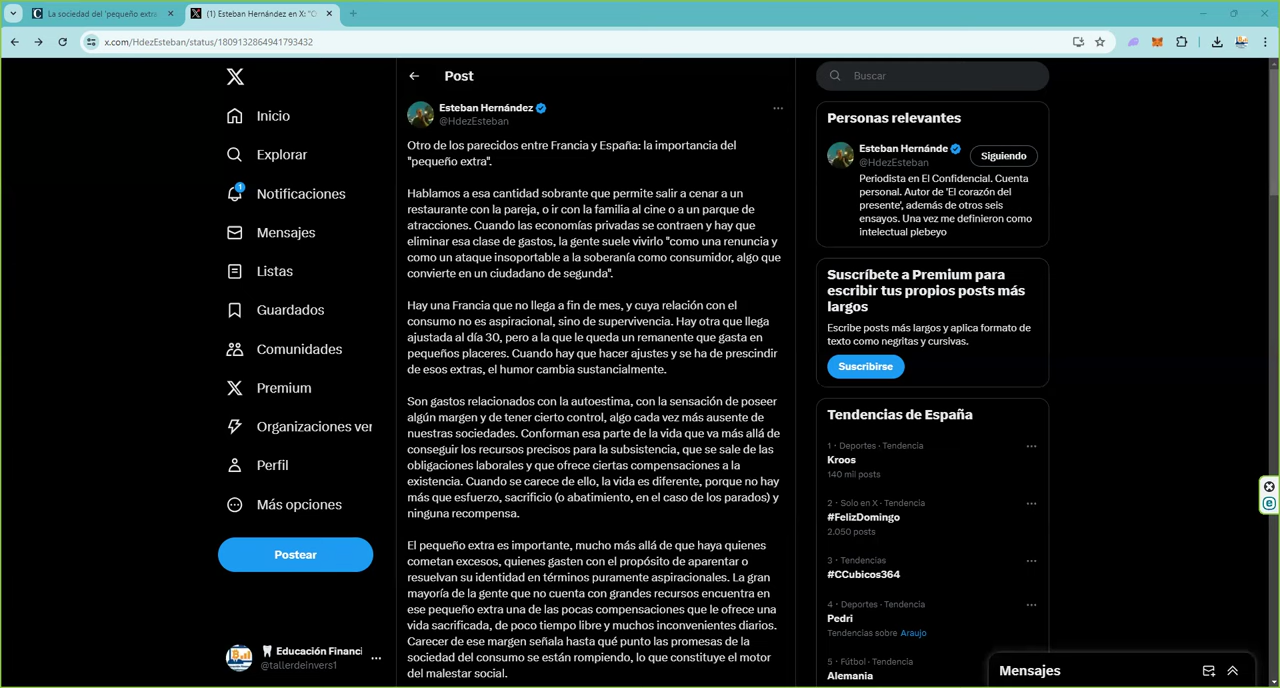 La sociedad del 'pequeño extra
(1) Esteban Hernández en X: "O
x.com/HdezEsteban/status/1809132864941793432
Inicio
Explorar
1
Notificaciones
Mensajes
Listas
Guardados
Comunidades
Premium
Organizaciones ver
Perfil
Más opciones
Postear
Educación Financi
@tallerdeinvers1
Post
Esteban Hernández
@HdezEsteban
Otro de los parecidos entre Francia y España: la importancia del
"pequeño extra".
Hablamos a esa cantidad sobrante que permite salir a cenar a un
restaurante con la pareja, o ir con la familia al cine o a un parque de
atracciones. Cuando las economías privadas se contraen y hay que
eliminar esa clase de gastos, la gente suele vivirlo "como una renuncia y
como un ataque insoportable a la soberanía como consumidor, algo que
convierte en un ciudadano de segunda".
Hay una Francia que no llega a fin de mes, y cuya relación con el
consumo no es aspiracional, sino de supervivencia. Hay otra que llega
ajustada al día 30, pero a la que le queda un remanente que gasta en
pequeños placeres. Cuando hay que hacer ajustes y se ha de prescindir
de esos extras, el humor cambia sustancialmente.
Son gastos relacionados con la autoestima, con la sensación de poseer
algún margen y de tener cierto control, algo cada vez más ausente de
nuestras sociedades. Conforman esa parte de la vida que va más allá de
conseguir los recursos precisos para la subsistencia, que se sale de las
obligaciones laborales y que ofrece ciertas compensaciones a la
existencia. Cuando se carece de ello, la vida es diferente, porque no hay
más que esfuerzo, sacrificio (o abatimiento, en el caso de los parados) y
ninguna recompensa.
El pequeño extra es importante, mucho más allá de que haya quienes
cometan excesos, quienes gasten con el propósito de aparentar o
resuelvan su identidad en términos puramente aspiracionales. La gran
mayoría de la gente que no cuenta con grandes recursos encuentra en
ese pequeño extra una de las pocas compensaciones que le ofrece una
vida sacrificada, de poco tiempo libre y muchos inconvenientes diarios.
Carecer de ese margen señala hasta qué punto las promesas de la
sociedad del consumo se están rompiendo, lo que constituye el motor
del malestar social.
Buscar
Personas relevantes
Esteban Hernánde
@HdezEsteban
Siguiendo
Periodista en El Confidencial. Cuenta
personal. Autor de 'El corazón del
presente', además de otros seis
ensayos. Una vez me definieron como
intelectual plebeyo
Suscríbete a Premium para
escribir tus propios posts más
largos
Escribe posts más largos y aplica formato de
texto como negritas y cursivas.
Suscribirse
Tendencias de España
1 · Deportes · Tendencia
Kroos
140 mil posts
2 · Solo en X · Tendencia
#FelizDomingo
2.050 posts
3 · Tendencias
#CCubicos364
4 · Deportes · Tendencia
Pedri
Tendencias sobre Araujo
5 · Fútbol · Tendencia
Alemania
Mensajes